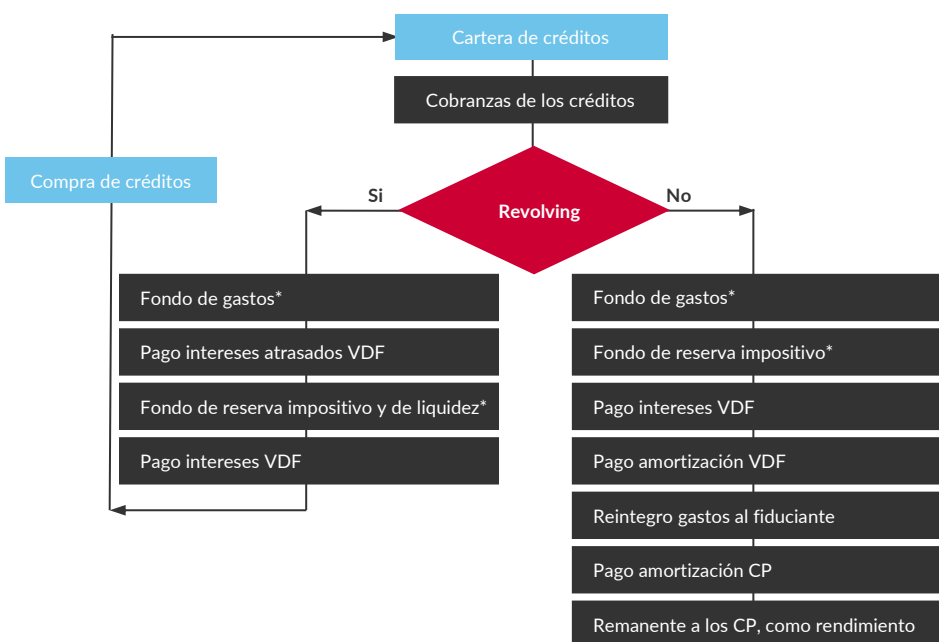 Cartera de créditos
Cobranzas de los créditos
Compra de créditos
Si
No
Revolving
Fondo de gastos*
Pago intereses atrasados VDF
Fondo de reserva impositivo y de liquidez*
Pago intereses VDF
Fondo de gastos*
Fondo de reserva impositivo*
Pago intereses VDF
Pago amortización VDF
Reintegro gastos al fiduciante
Pago amortización CP
Remanente a los CP, como rendimiento